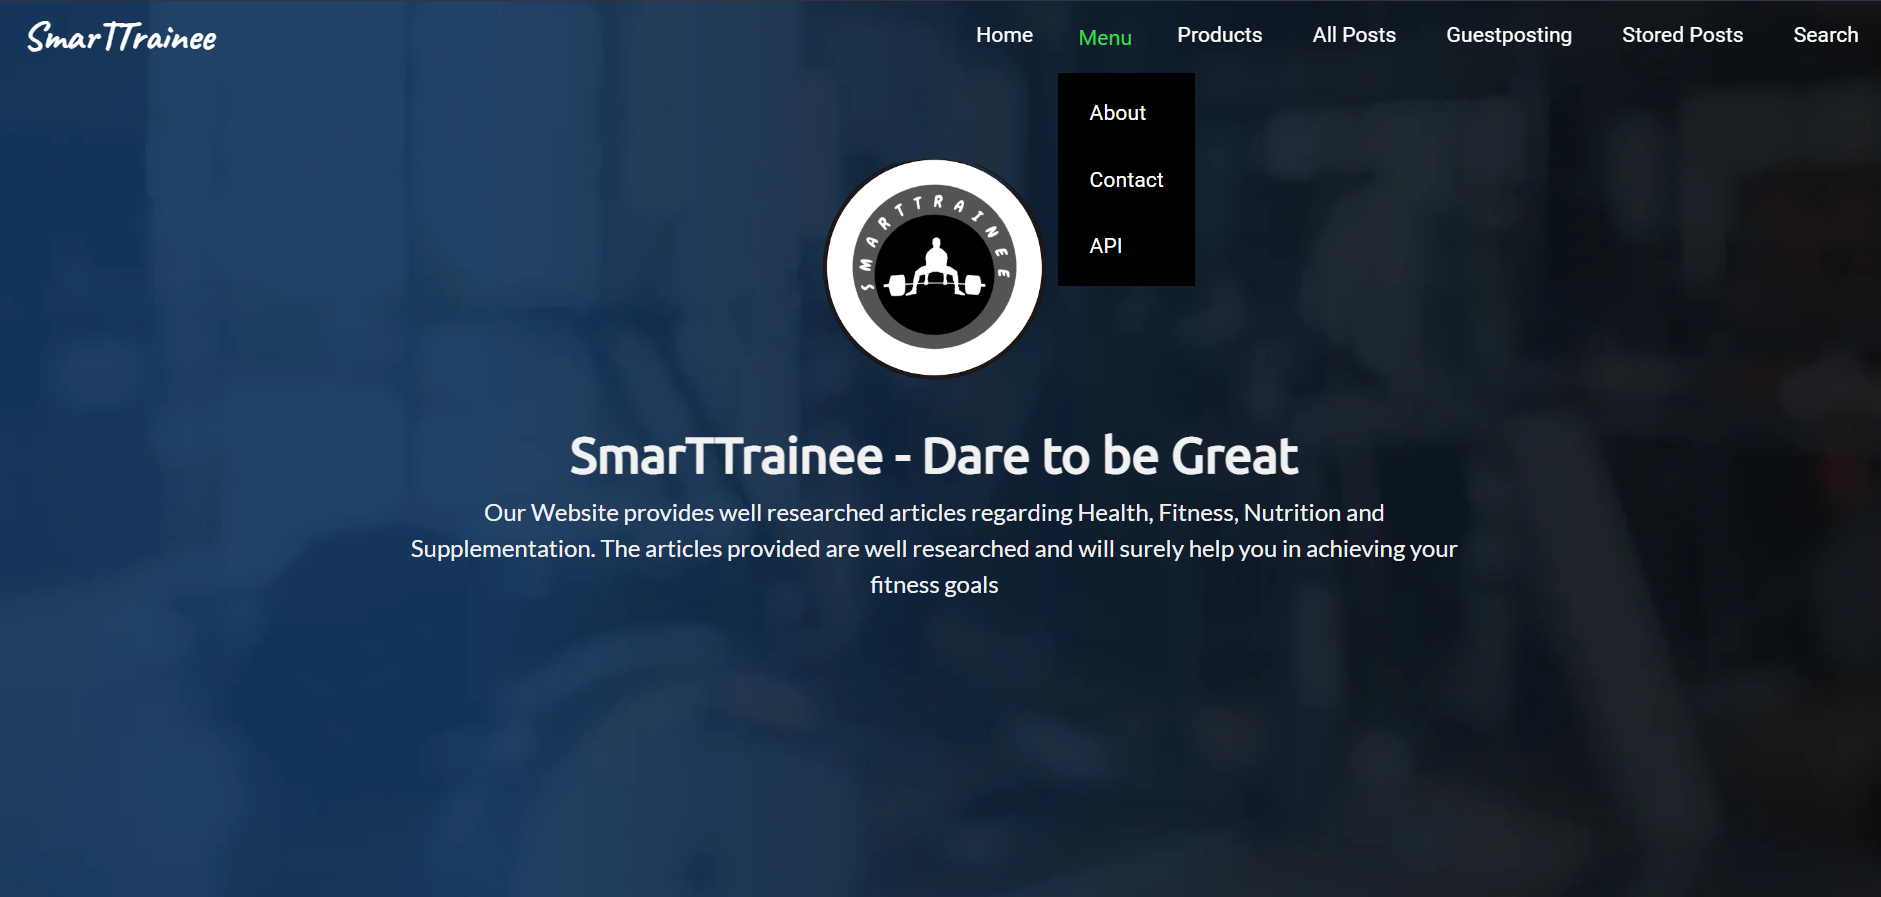 SmarTTrainee
Home Menu Products All Posts Guestposting Stored Posts Search
About
Contact
API
SMARTTRAINEE
SmarTTrainee - Dare to be Great
Our Website provides well researched articles regarding Health, Fitness, Nutrition and
Supplementation. The articles provided are well researched and will surely help you in achieving your
fitness goals